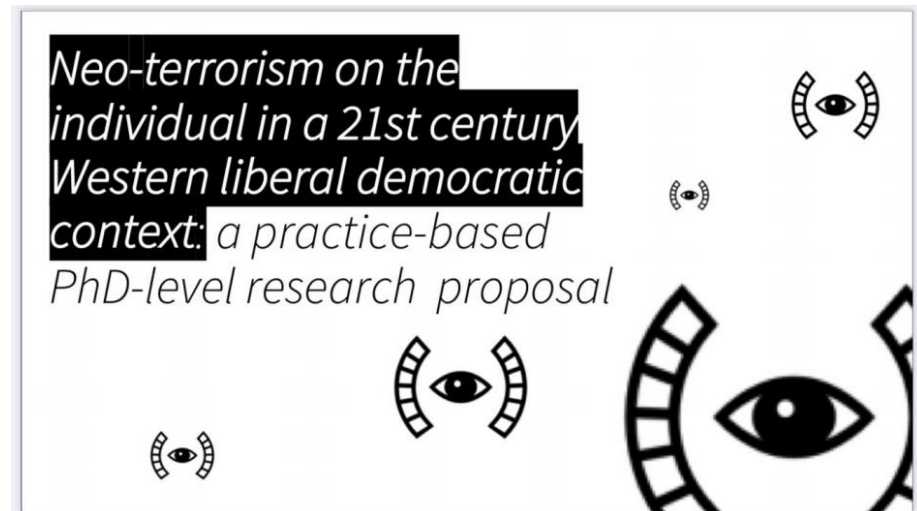 Neo-terrorism on the
individual in a 21st century
Western liberal democratic
context: a practice-based
PhD-level research proposal